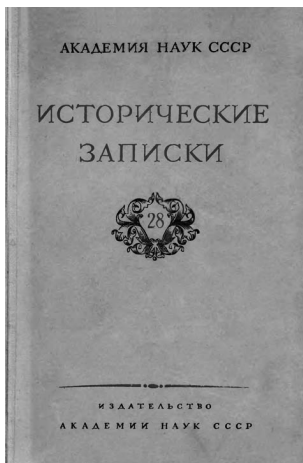 АКАДЕМИЯ НАУК СССР
ИСТОРИЧЕСКИЕ
ЗАПИСКИ
28
ИЗДАТЕЛЬСТВО
АКАДЕМИИ НАУК СССР